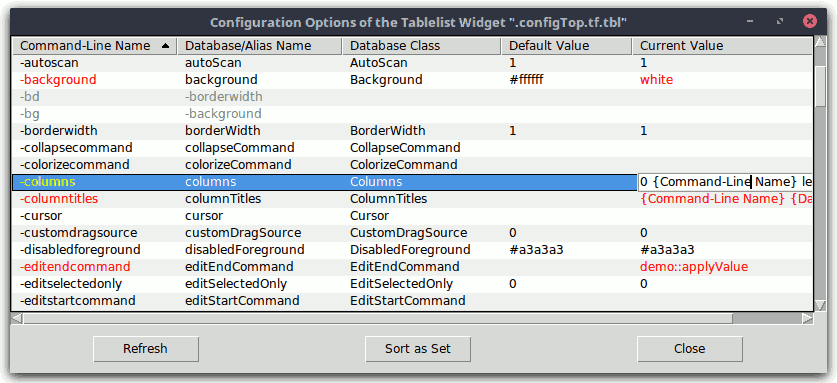 Configuration Options of the Tablelist Widget ".configTop.tf.tbl"
Command-Line Name Database/Alias Name Database Class Default Value Current Value
-autoscan autoScan AutoScan 1 1
-background background Background #ffffff white
-bd -borderwidth
-bg -background
-borderwidth borderWidth BorderWidth 1 1
-collapsecommand collapseCommand CollapseCommand
-colorizecommand colorizeCommand ColorizeCommand
-columns columns Columns 0 {Command-Line Name} le
-columntitles columnTitles ColumnTitles {Command-Line Name} {Da
-cursor cursor Cursor
-customdragsource customDragSource CustomDragSource 0 0
-disabledforeground disabledForeground DisabledForeground #a3a3a3 #a3a3a3
-editendcommand editEndCommand EditEndCommand demo::applyValue
-editselectedonly editSelectedOnly EditSelectedOnly 0 0
-editstartcommand editStartCommand EditStartCommand
Refresh Sort as Set Close